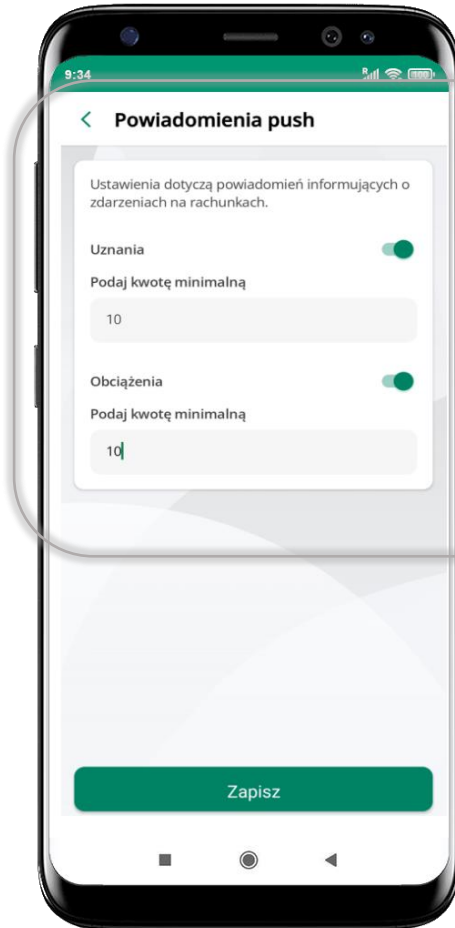 9:34
R
100
Powiadomienia push
Ustawienia dotyczą powiadomień informujących o
zdarzeniach na rachunkach.
Uznania
Podaj kwotę minimalną
10
Obciążenia
Podaj kwotę minimalną
10
Zapisz